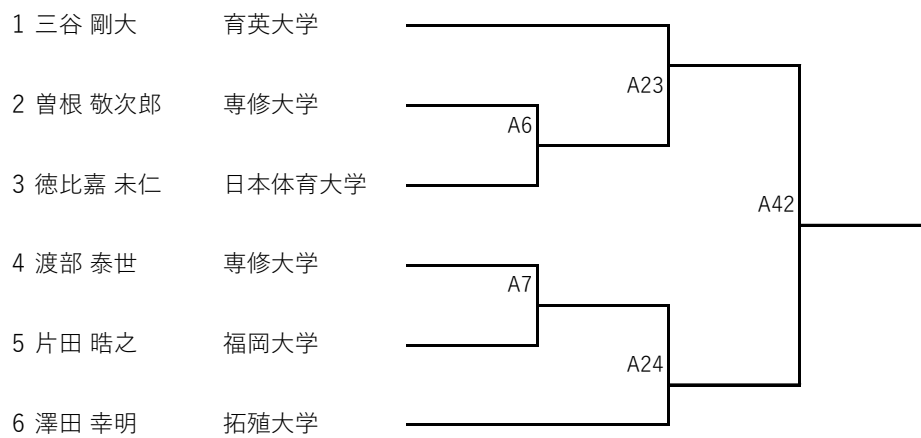 1 三谷 剛大 育英大学
A23
2 曽根 敬次郎 専修大学
A6
3 徳比嘉 未仁 日本体育大学
A42
4 渡部 泰世 専修大学
A7
5 片田 晧之 福岡大学
A24
6 澤田 幸明 拓殖大学